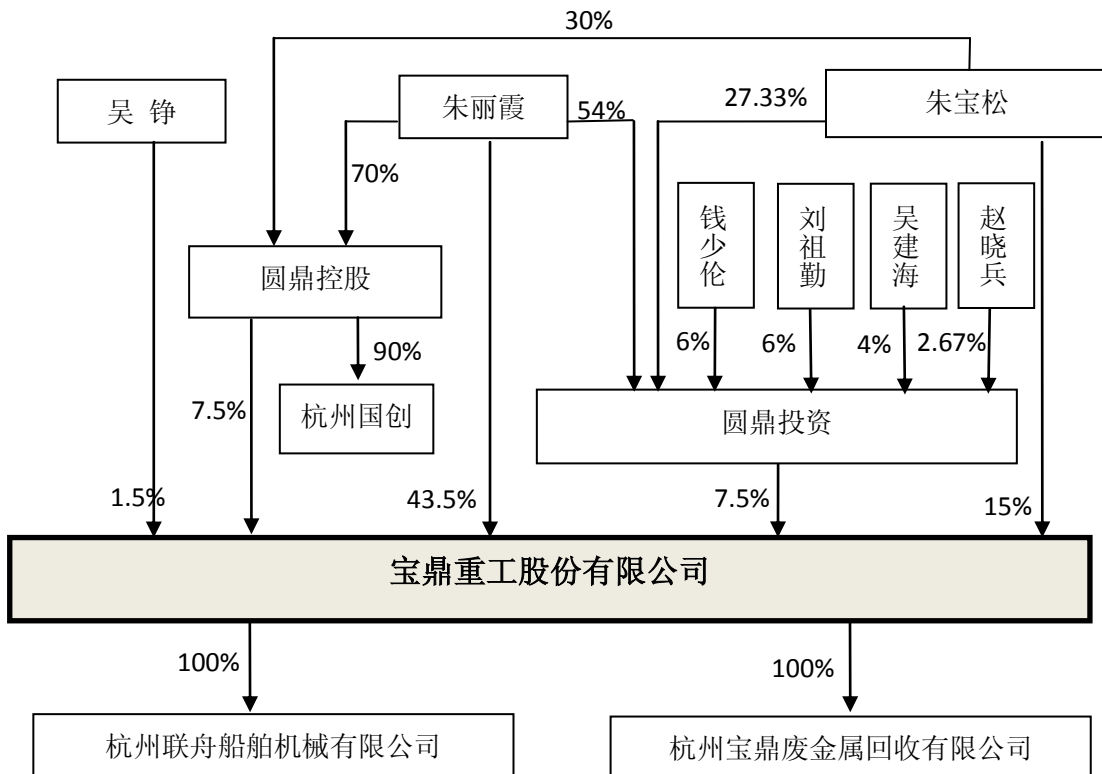 30%
吴 铮
朱丽霞
54%
27.33%
朱宝松
70%
钱少伦
刘祖勤
吴建海
赵晓兵
圆鼎控股
6%
6%
4%
2.67%
90%
7.5%
杭州国创
圆鼎投资
1.5%
43.5%
7.5%
15%
宝鼎重工股份有限公司
100%
100%
杭州联舟船舶机械有限公司
杭州宝鼎废金属回收有限公司